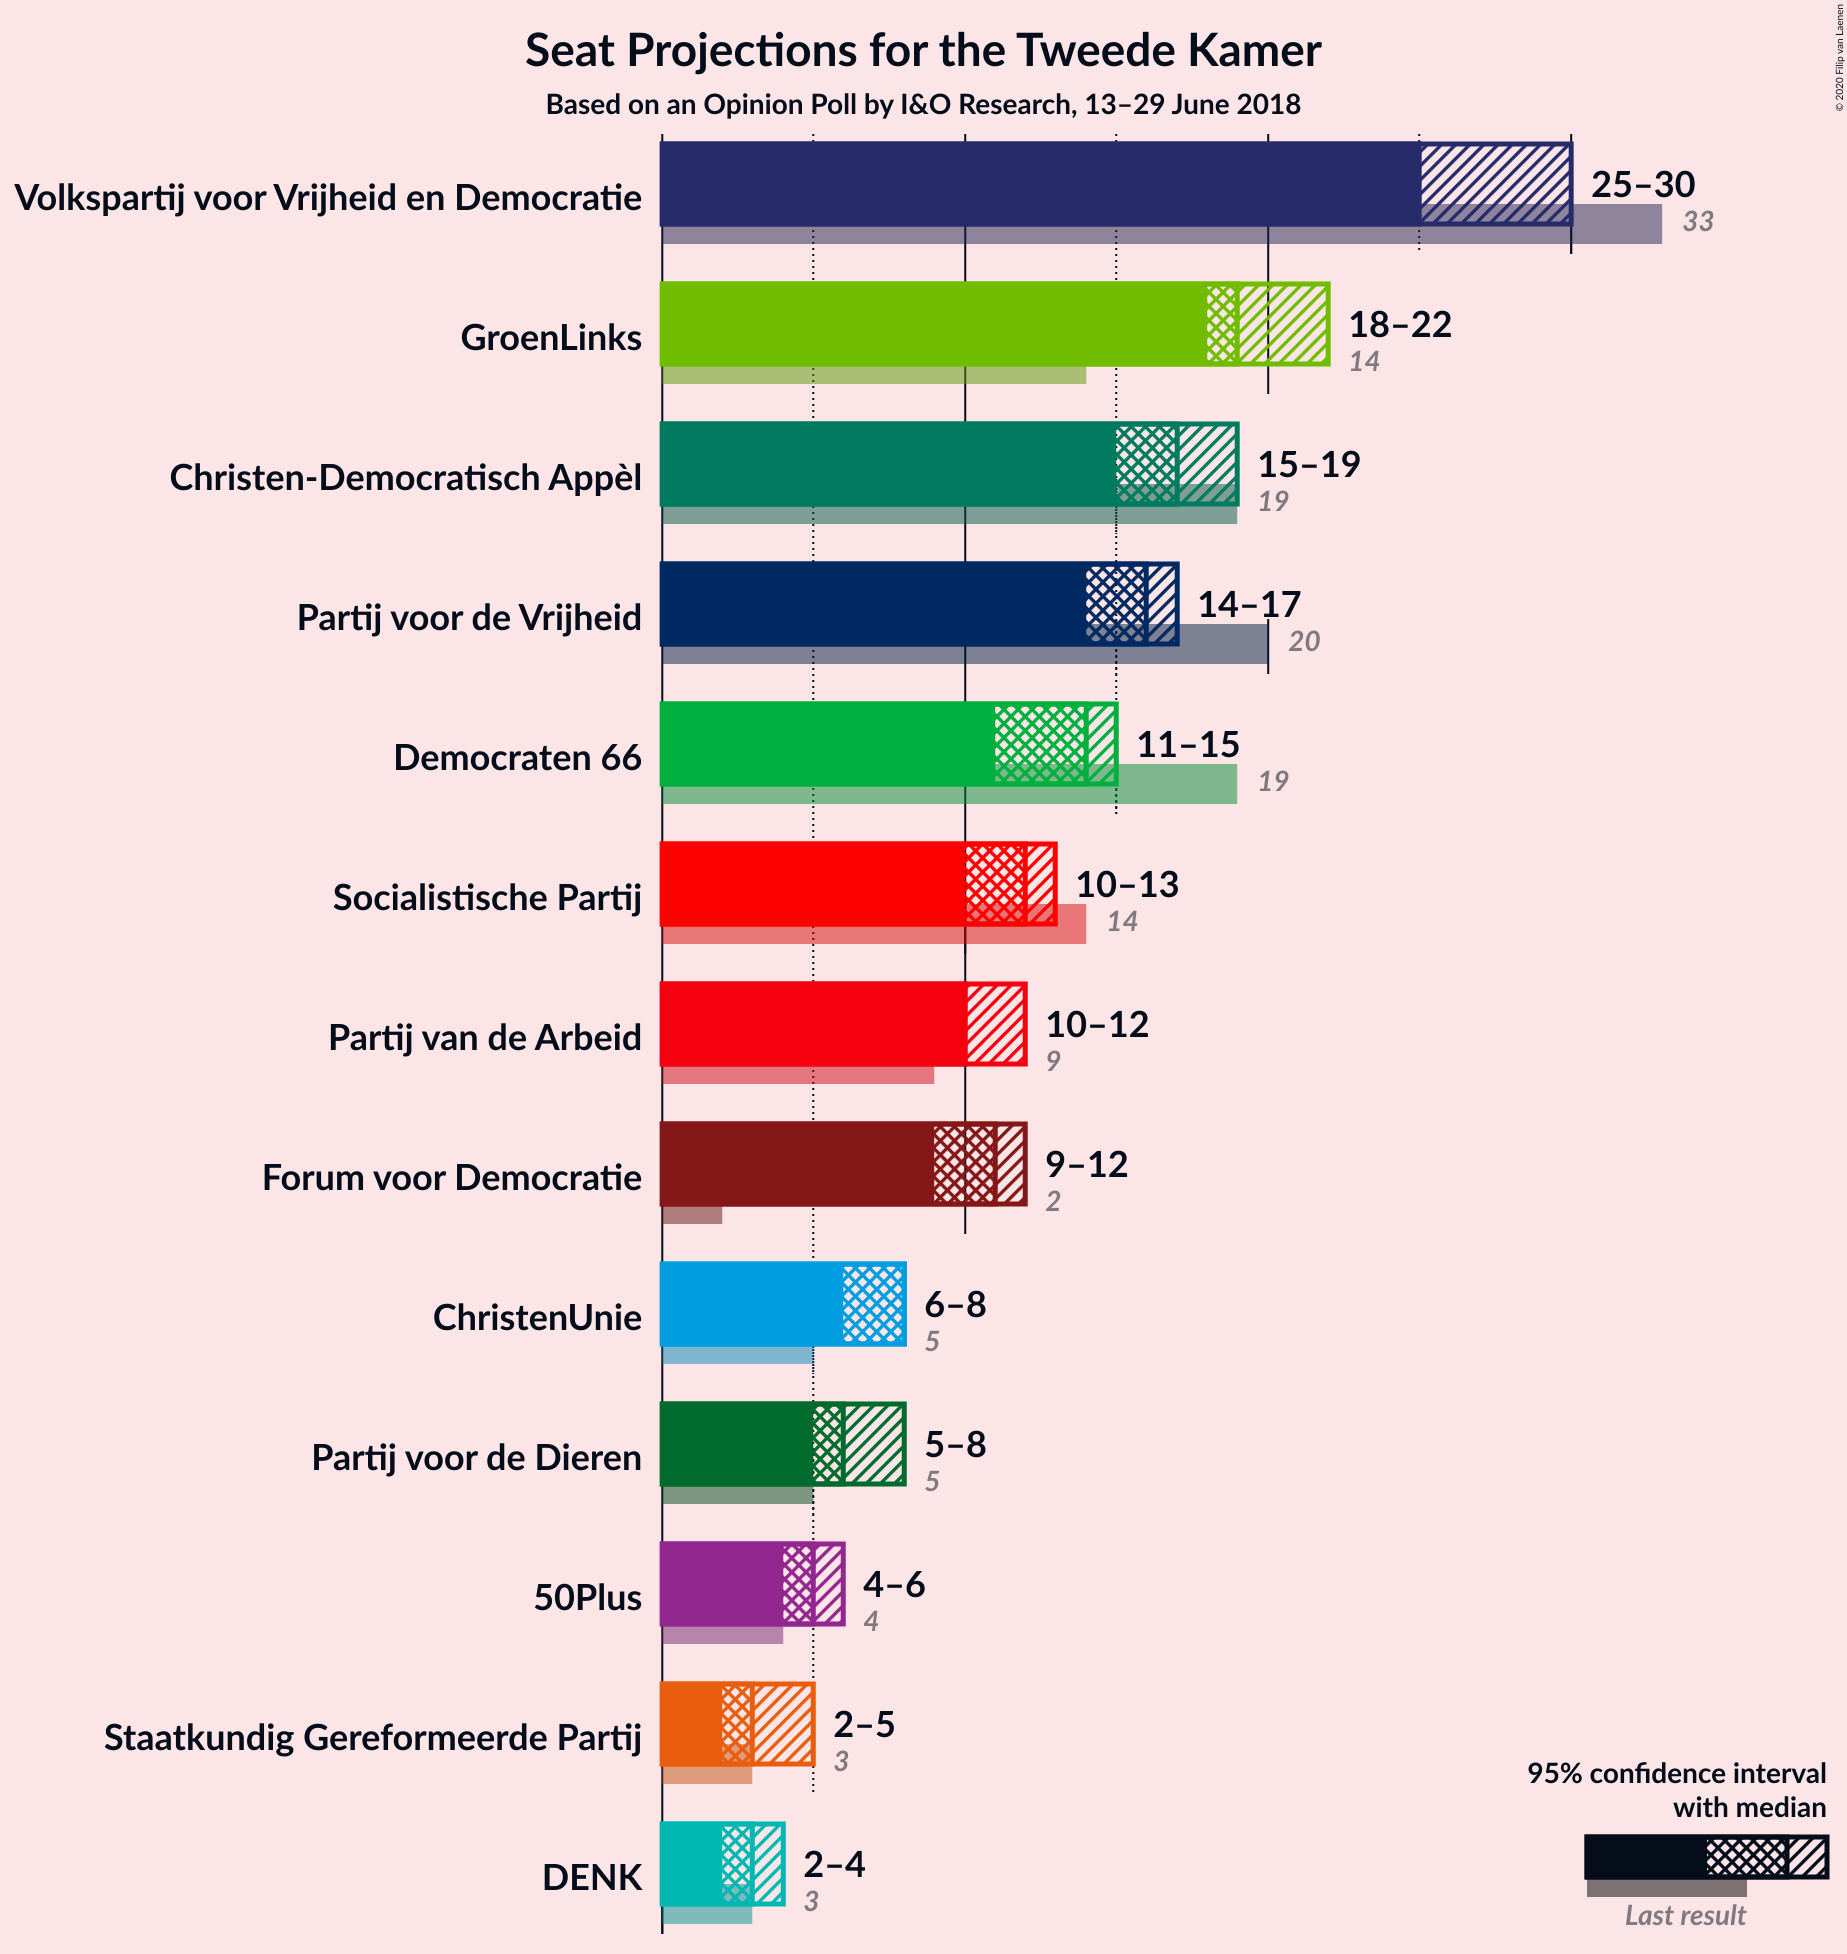 Seat Projections for the Tweede Kamer
Based on an Opinion Poll by I&O Research, 13–29 June 2018
© 2020 Filip van Laenen
Volkspartij voor Vrijheid en Democratie
25–30
33
GroenLinks
18–22
14
Christen-Democratisch Appèl
15–19
19
Partij voor de Vrijheid
14–17
20
Democraten 66
11–15
19
Socialistische Partij
10–13
14
Partij van de Arbeid
10–12
9
Forum voor Democratie
9–12
2
ChristenUnie
6–8
5
Partij voor de Dieren
5–8
5
50Plus
4–6
4
Staatkundig Gereformeerde Partij
2–5
3
DENK
2–4
3
95% confidence interval
with median
Last result